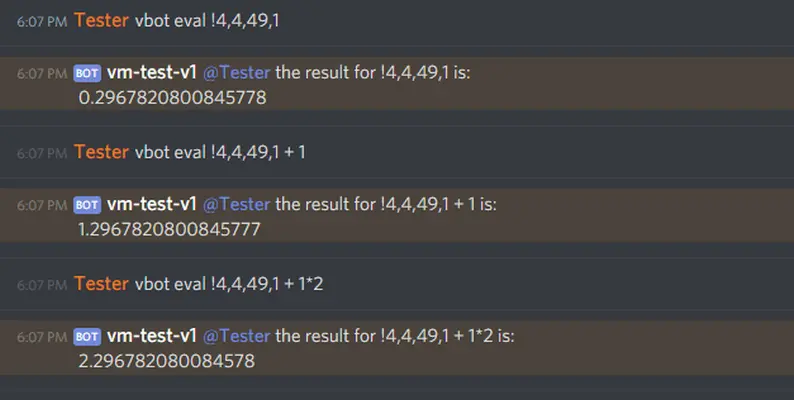 6:07 PM Tester vbot eval !4,4,49,1
6:07 PM BOT vm-test-v1 @Tester the result for !4,4,49,1 is:
0.2967820800845778
6:07 PM Tester vbot eval !4,4,49,1 + 1
6:07 PM BOT vm-test-v1 @Tester the result for !4,4,49,1 + 1 is:
1.2967820800845777
6:07 PM Tester vbot eval !4,4,49,1 + 1*2
6:07 PM BOT vm-test-v1 @Tester the result for !4,4,49,1 + 1*2 is:
2.296782080084578